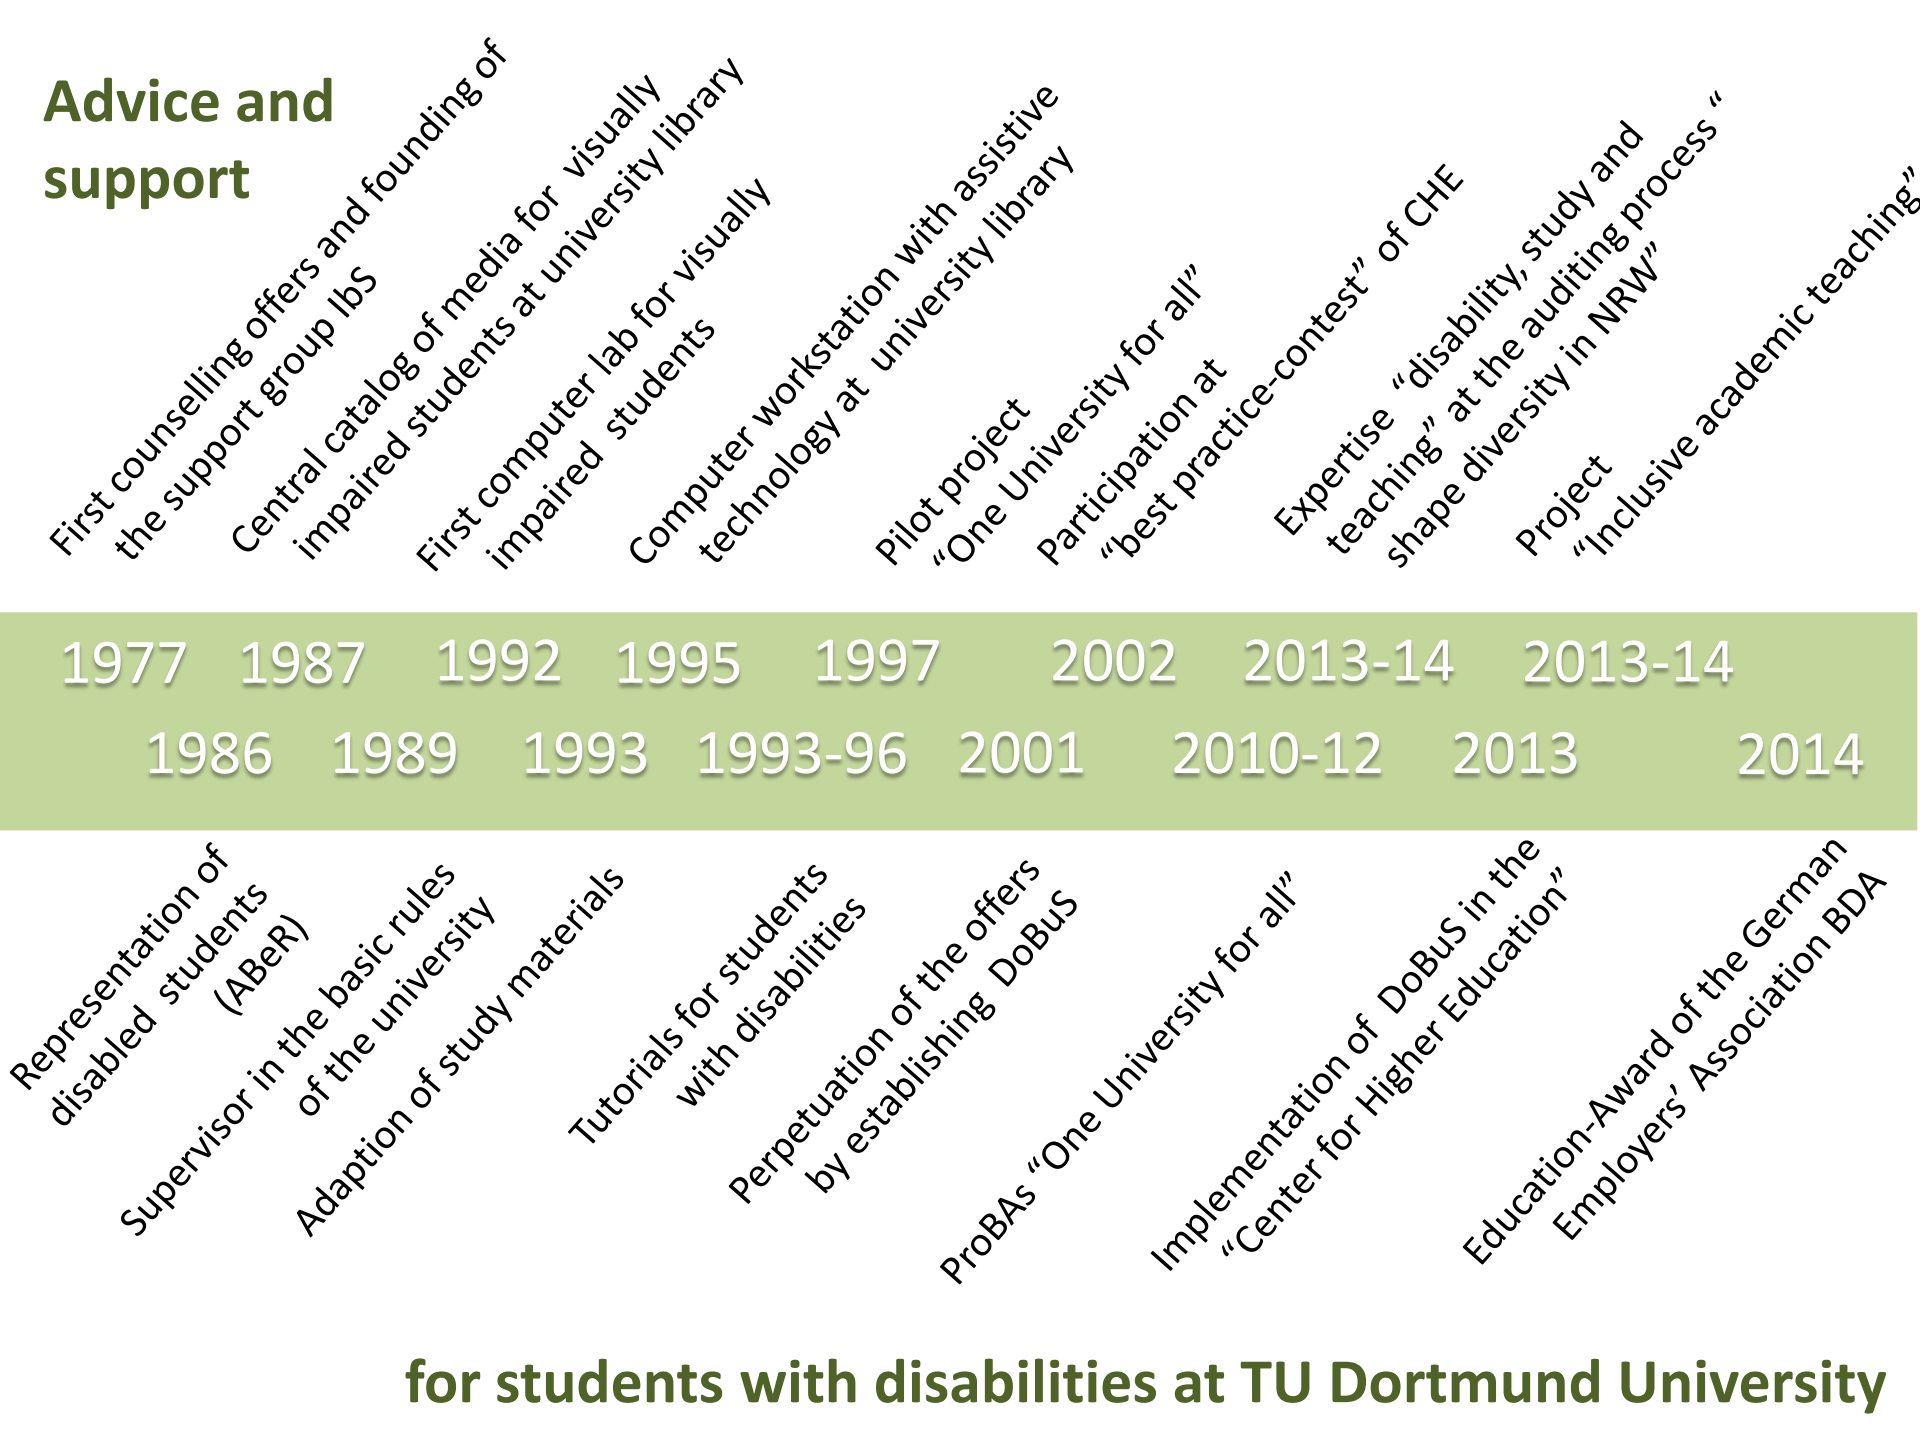 Advice and
support
First counselling offers and founding of
the support group IbS
Central catalog of media for visually
impaired students at university library
First computer lab for visually
impaired students
Computer workstation with assistive
technology at university library
Pilot project
“One University for all”
Participation at
“best practice-contest” of CHE
Expertise “disability, study and
teaching” at the auditing process “
shape diversity in NRW”
Project
“Inclusive academic teaching”
1977 1987 1992 1995 1997 2002 2013-14 2013-14
1986 1989 1993 1993-96 2001 2010-12 2013 2014
Representation of
disabled students
(ABeR)
Supervisor in the basic rules
of the university
Adaption of study materials
Tutorials for students
with disabilities
Perpetuation of the offers
by establishing DoBuS
ProBAs “One University for all”
Implementation of DoBuS in the
“Center for Higher Education”
Education-Award of the German
Employers’ Association BDA
for students with disabilities at TU Dortmund University